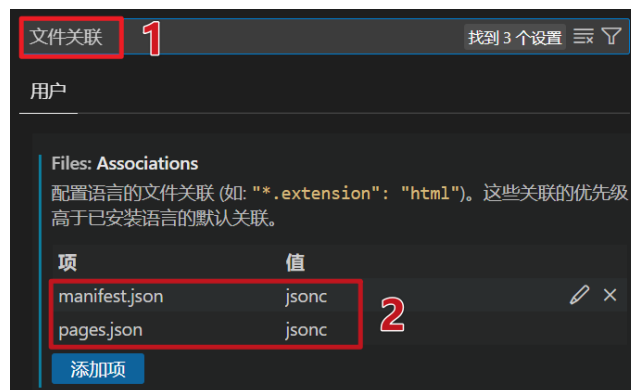 文件关联 1 找到 3 个设置
用户
Files: Associations
配置语言的文件关联 (如: "*.extension": "html")。这些关联的优先级
高于已安装语言的默认关联。
项 值
manifest.json jsonc
2
pages.json jsonc
添加项